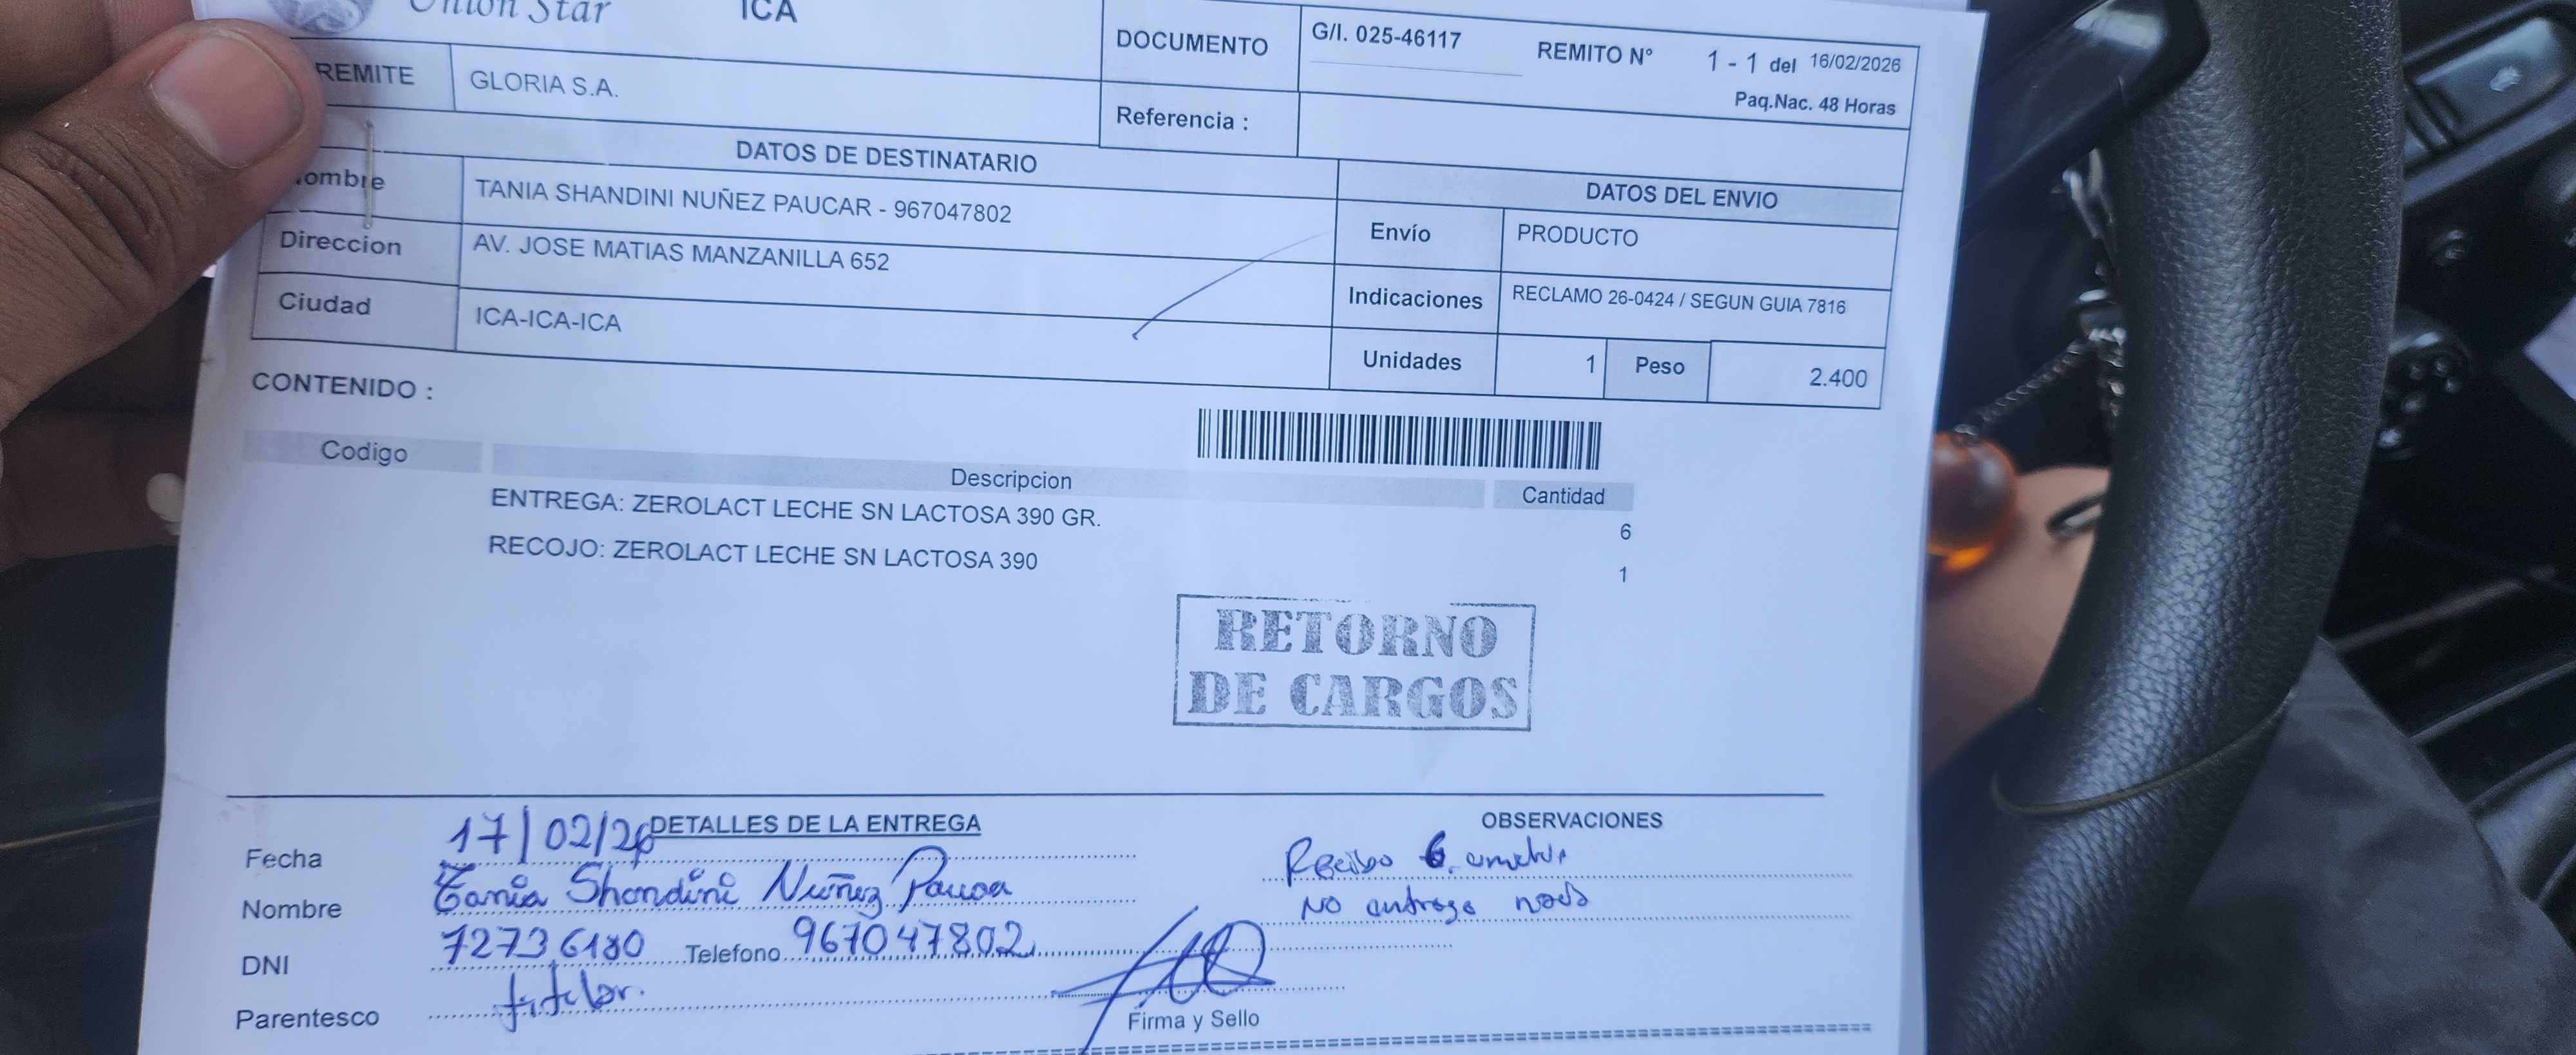 Union Star
ICA
DOCUMENTO
G/I. 025-46117
REMITO N°
1 - 1 del 16/02/2026
Paq.Nac. 48 Horas
REMITE
GLORIA S.A.
Referencia :
DATOS DE DESTINATARIO
ombre
TANIA SHANDINI NUÑEZ PAUCAR - 967047802
Direccion
AV. JOSE MATIAS MANZANILLA 652
Ciudad
ICA-ICA-ICA
DATOS DEL ENVIO
Envío
PRODUCTO
Indicaciones
RECLAMO 26-0424 / SEGUN GUIA 7816
Unidades
1
Peso
2.400
CONTENIDO :
Codigo
Descripcion
Cantidad
ENTREGA: ZEROLACT LECHE SN LACTOSA 390 GR.
6
RECOJO: ZEROLACT LECHE SN LACTOSA 390
1
RETORNO
DE CARGOS
DETALLES DE LA ENTREGA
Fecha 17/02/26
Nombre Tania Shandini Nuñez Paucar
DNI 72736180 Telefono 967047802
Parentesco titular.
Firma y Sello
OBSERVACIONES
Recibo 6
No entrega nada